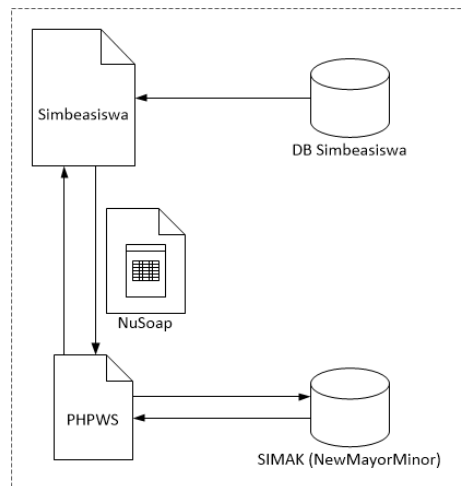 Simbeasiswa
DB Simbeasiswa
NuSoap
PHPWS
SIMAK (NewMayorMinor)